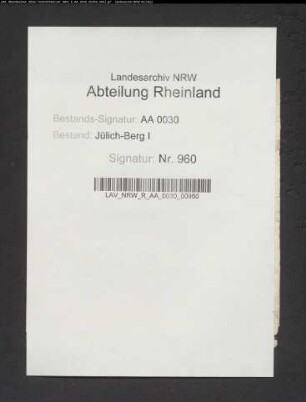 Landesarchiv NRW
Abteilung Rheinland
Bestands-Signatur: AA 0030
Bestand: Jülich-Berg I
Signatur: Nr. 960
LAV_NRW_R_AA_0030_00960